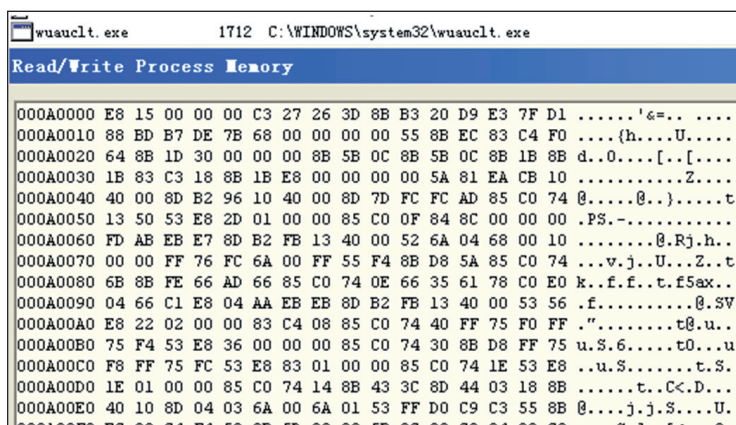 wuauclt.exe 1712 C:\WINDOWS\system32\wuauclt.exe
Read/Write Process Memory
000A0000 E8 15 00 00 00 C3 27 26 3D 8B B3 20 D9 E3 7F D1 ......'&=.. ....
000A0010 88 BD B7 DE 7B 68 00 00 00 00 55 8B EC 83 C4 F0 ....{h....U.....
000A0020 64 8B 1D 30 00 00 00 8B 5B 0C 8B 5B 0C 8B 1B 8B d..0....[..[....
000A0030 1B 83 C3 18 8B 1B E8 00 00 00 00 5A 81 EA CB 10 ...........Z....
000A0040 40 00 8D B2 96 10 40 00 8D 7D FC FC AD 85 C0 74 @.....@..}.....t
000A0050 13 50 53 E8 2D 01 00 00 85 C0 0F 84 8C 00 00 00 .PS.-...........
000A0060 FD AB EB E7 8D B2 FB 13 40 00 52 6A 04 68 00 10 ........@.Rj.h..
000A0070 00 00 FF 76 FC 6A 00 FF 55 F4 8B D8 5A 85 C0 74 ...v.j..U...Z..t
000A0080 6B 8B FE 66 AD 66 85 C0 74 0E 66 35 61 78 C0 E0 k..f.f..t.f5ax..
000A0090 04 66 C1 E8 04 AA EB EB 8D B2 FB 13 40 00 53 56 .f..........@.SV
000A00A0 E8 22 02 00 00 83 C4 08 85 C0 74 40 FF 75 F0 FF ."........t@.u..
000A00B0 75 F4 53 E8 36 00 00 00 85 C0 74 30 8B D8 FF 75 u.S.6.....t0...u
000A00C0 F8 FF 75 FC 53 E8 83 01 00 00 85 C0 74 1E 53 E8 ..u.S.......t.S.
000A00D0 1E 01 00 00 85 C0 74 14 8B 43 3C 8D 44 03 18 8B ......t..C<.D...
000A00E0 40 10 8D 04 03 6A 00 6A 01 53 FF D0 C9 C3 55 8B @....j.j.S....U.